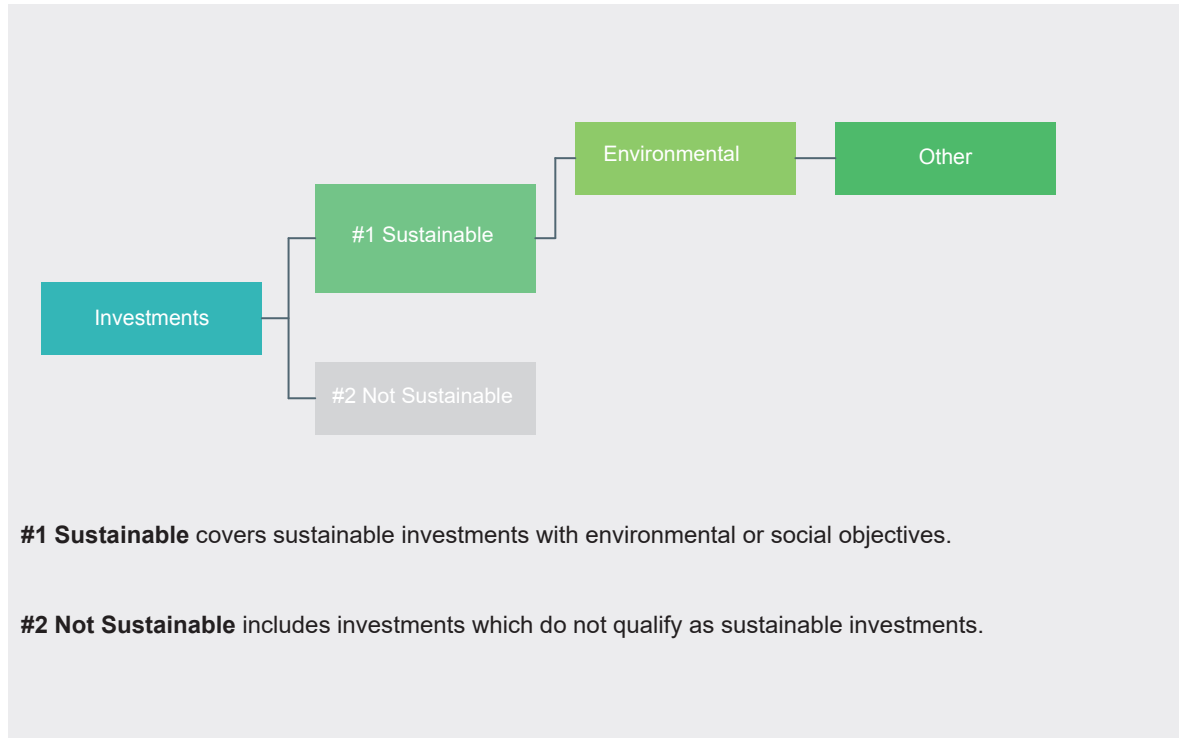 Environmental
Other
#1 Sustainable
Investments
#2 Not Sustainable
#1 Sustainable covers sustainable investments with environmental or social objectives.
#2 Not Sustainable includes investments which do not qualify as sustainable investments.